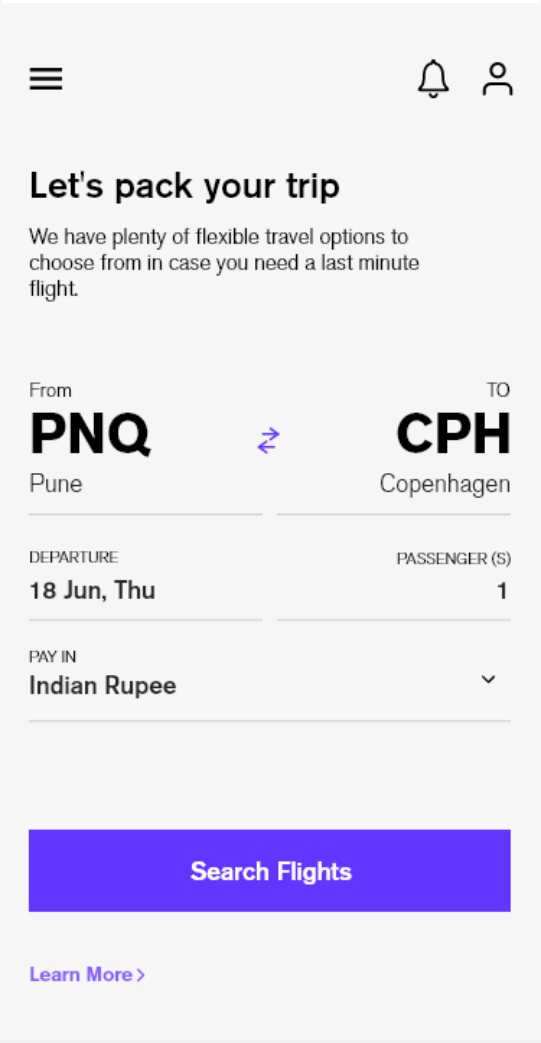 Let's pack your trip
We have plenty of flexible travel options to
choose from in case you need a last minute
flight.
From
TO
PNQ
CPH
Pune
Copenhagen
DEPARTURE
PASSENGER (S)
18 Jun, Thu
1
PAY IN
Indian Rupee
Search Flights
Learn More